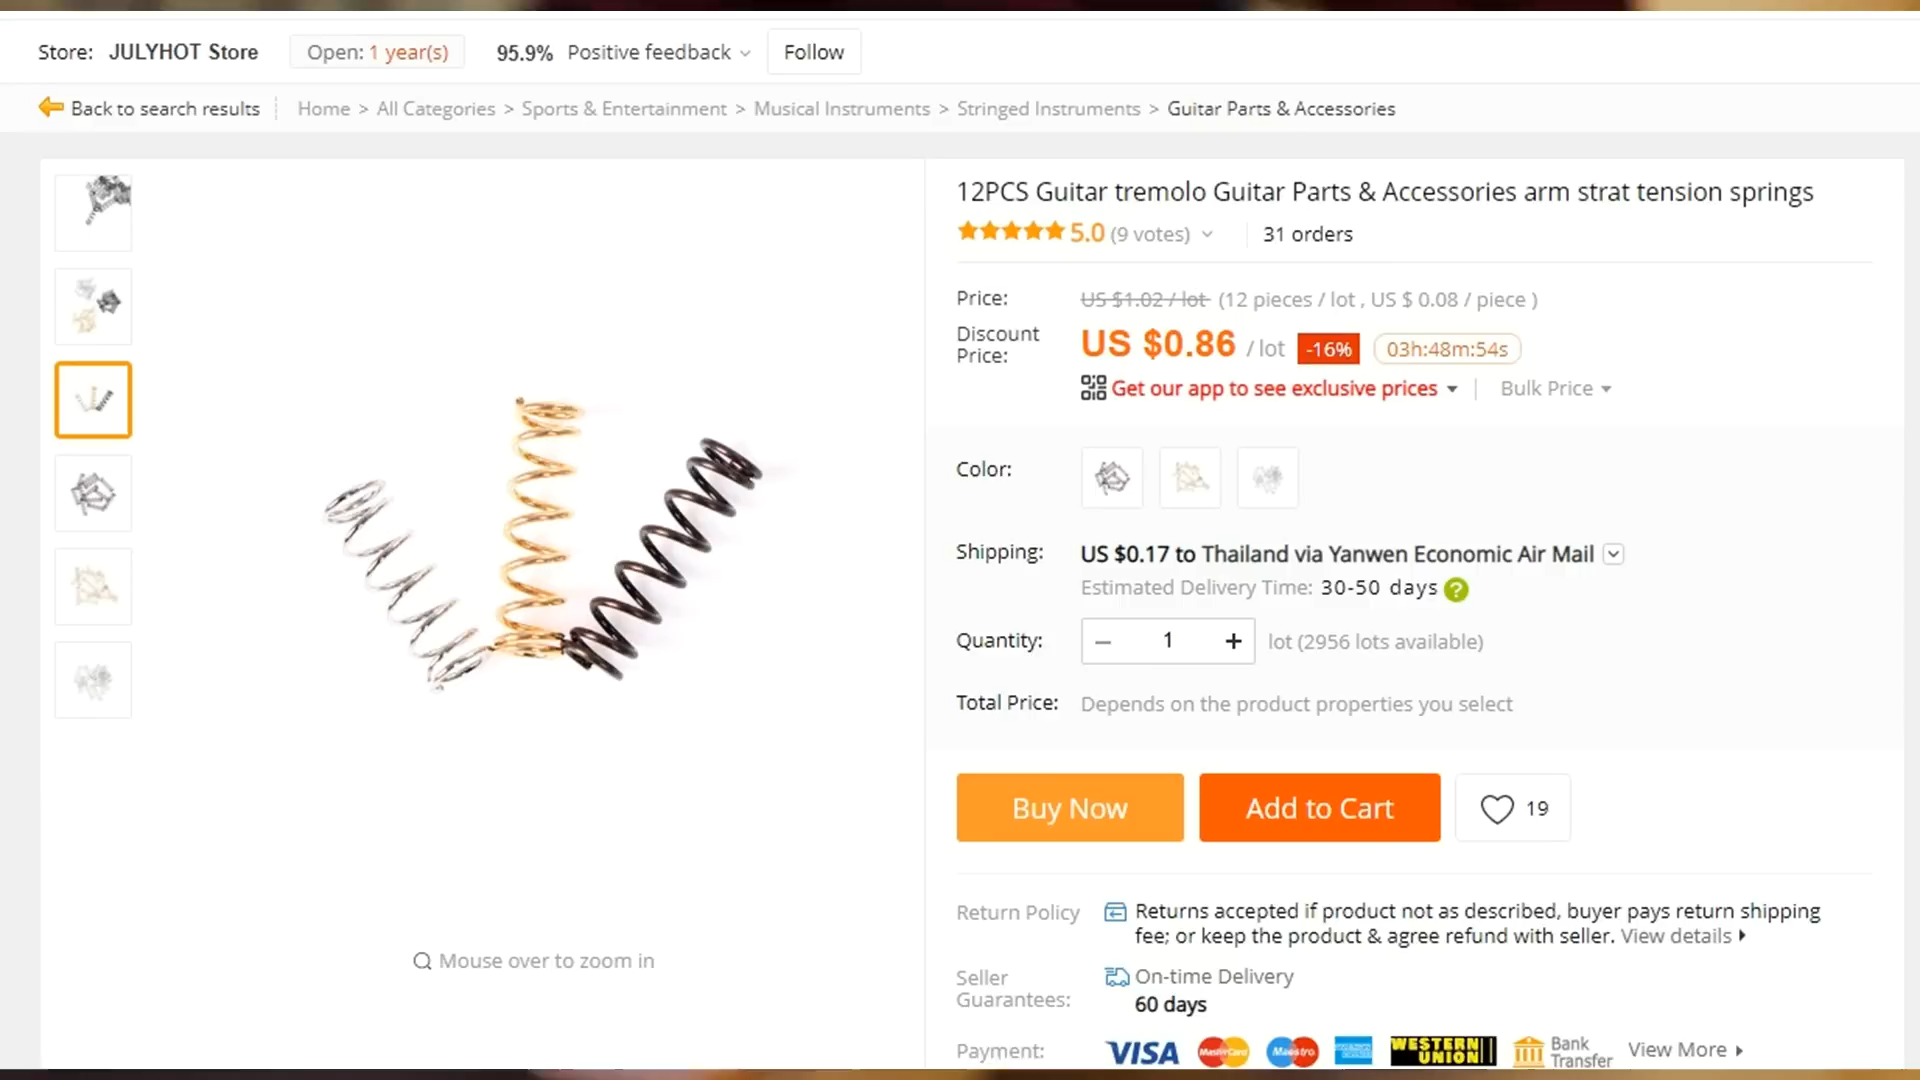 Store: JULYHOT Store Open: 1 year(s) 95.9% Positive feedback Follow
Back to search results Home > All Categories > Sports & Entertainment > Musical Instruments > Stringed Instruments > Guitar Parts & Accessories
12PCS Guitar tremolo Guitar Parts & Accessories arm strat tension springs
5.0 (9 votes) 31 orders
Price: US $1.02 / lot (12 pieces / lot , US $ 0.08 / piece )
Discount
Price: US $0.86 / lot -16% 03h:48m:54s
Get our app to see exclusive prices Bulk Price
Color:
Shipping: US $0.17 to Thailand via Yanwen Economic Air Mail
Estimated Delivery Time: 30-50 days ?
Quantity: − 1 + lot (2956 lots available)
Total Price: Depends on the product properties you select
Buy Now Add to Cart 19
Mouse over to zoom in
Return Policy Returns accepted if product not as described, buyer pays return shipping
fee; or keep the product & agree refund with seller. View details
Seller
Guarantees: On-time Delivery
60 days
Payment: VISA MasterCard Maestro WESTERN UNION Bank Transfer View More